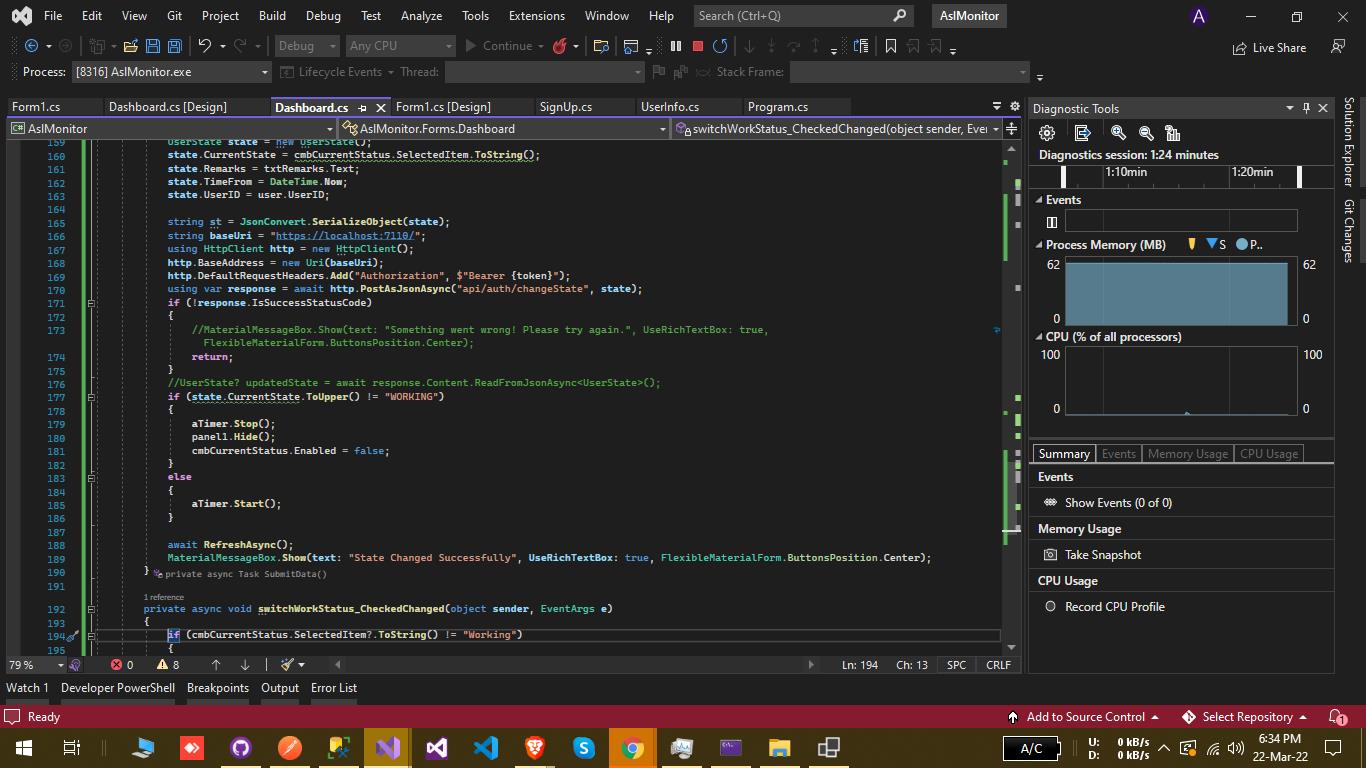 File Edit View Git Project Build Debug Test Analyze Tools Extensions Window Help Search (Ctrl+Q) AslMonitor A
Debug Any CPU Continue Live Share
Process: [8316] AslMonitor.exe Lifecycle Events Thread: Stack Frame:
Form1.cs Dashboard.cs [Design] Dashboard.cs Form1.cs [Design] SignUp.cs UserInfo.cs Program.cs
AslMonitor AslMonitor.Forms.Dashboard switchWorkStatus_CheckedChanged(object sender, Ever
159 UserState state = new UserState();
160 state.CurrentState = cmbCurrentStatus.SelectedItem.ToString();
161 state.Remarks = txtRemarks.Text;
162 state.TimeFrom = DateTime.Now;
163 state.UserID = user.UserID;
164
165 string st = JsonConvert.SerializeObject(state);
166 string baseUri = "https://localhost:7110/";
167 using HttpClient http = new HttpClient();
168 http.BaseAddress = new Uri(baseUri);
169 http.DefaultRequestHeaders.Add("Authorization", $"Bearer {token}");
170 using var response = await http.PostAsJsonAsync("api/auth/changeState", state);
171 if (!response.IsSuccessStatusCode)
172 {
173 //MaterialMessageBox.Show(text: "Something went wrong! Please try again.", UseRichTextBox: true,
FlexibleMaterialForm.ButtonsPosition.Center);
174 return;
175 }
176 //UserState? updatedState = await response.Content.ReadFromJsonAsync<UserState>();
177 if (state.CurrentState.ToUpper() != "WORKING")
178 {
179 aTimer.Stop();
180 panel1.Hide();
181 cmbCurrentStatus.Enabled = false;
182 }
183 else
184 {
185 aTimer.Start();
186 }
187
188 await RefreshAsync();
189 MaterialMessageBox.Show(text: "State Changed Successfully", UseRichTextBox: true, FlexibleMaterialForm.ButtonsPosition.Center);
190 } private async Task SubmitData()
191
1 reference
192 private async void switchWorkStatus_CheckedChanged(object sender, EventArgs e)
193 {
194 if (cmbCurrentStatus.SelectedItem?.ToString() != "Working")
195 {
79 % 0 8 Ln: 194 Ch: 13 SPC CRLF
Diagnostic Tools
Diagnostics session: 1:24 minutes
1:10min 1:20min
Events
Process Memory (MB) S P..
62 62
0 0
CPU (% of all processors)
100 100
0 0
Summary Events Memory Usage CPU Usage
Events
Show Events (0 of 0)
Memory Usage
Take Snapshot
CPU Usage
Record CPU Profile
Solution Explorer
Git Changes
Watch 1 Developer PowerShell Breakpoints Output Error List
Ready Add to Source Control Select Repository 1
A/C U: 0 kB/s 6:34 PM
D: 0 kB/s 22-Mar-22